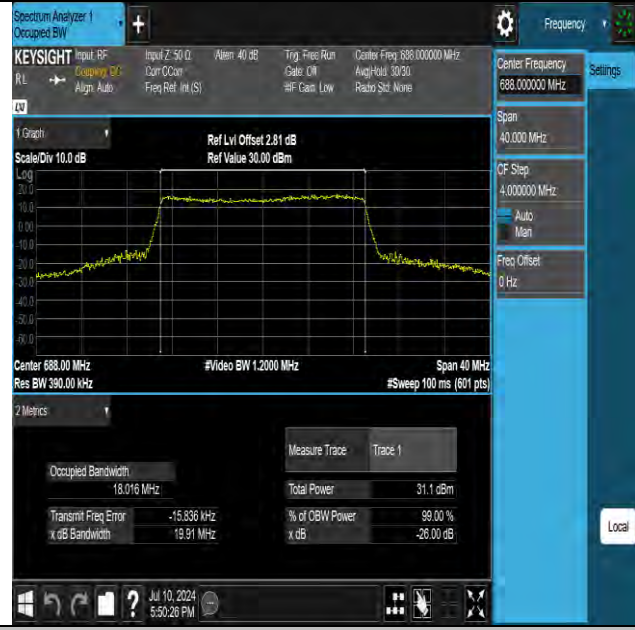 Spectrum Analyzer 1
Occupied BW
Frequency
KEYSIGHT Input: RF Input Z: 50 Ω Atten: 40 dB Trig: Free Run Center Freq: 688.000000 MHz
RL Coupling: DC Corr CCorr Gate: Off Avg|Hold: 30/30
Align: Auto Freq Ref: Int (S) #IF Gain: Low Radio Std: None
LXI
Center Frequency
688.000000 MHz
Settings
Span
40.000 MHz
CF Step
4.000000 MHz
Auto
Man
Freq Offset
0 Hz
1 Graph
Ref Lvl Offset 2.81 dB
Scale/Div 10.0 dB Ref Value 30.00 dBm
Log
20.0
10.0
0.00
-10.0
-20.0
-30.0
-40.0
-50.0
-60.0
Center 688.00 MHz #Video BW 1.2000 MHz Span 40 MHz
Res BW 390.00 kHz #Sweep 100 ms (601 pts)
2 Metrics
Measure Trace Trace 1
Occupied Bandwidth
18.016 MHz Total Power 31.1 dBm
Transmit Freq Error -15.836 kHz % of OBW Power 99.00 %
x dB Bandwidth 19.91 MHz x dB -26.00 dB
Local
Jul 10, 2024
5:50:26 PM